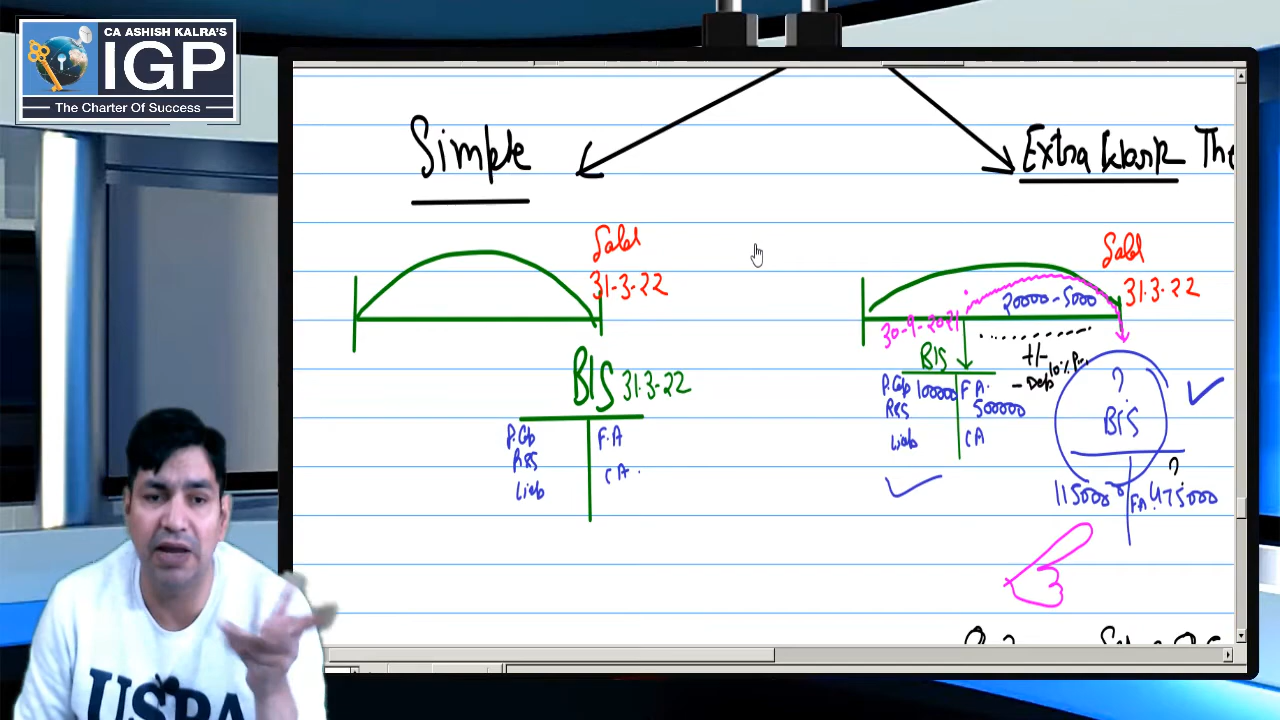 CA ASHISH KALRA'S
IGP
The Charter Of Success
Simple
Extra Work The
Sold
31-3-22
Sold
31-3-22
20000-5000
30-9-2021
B/S 31-3-22
B/S
+/-
- Dep 10% P...
P.Cap
F.A
RES
CA.
Liab
P.Cap 100000
F.A.
500000
RES
Liab
CA
?
B/S
?
115000
F.A. 475000
USPA